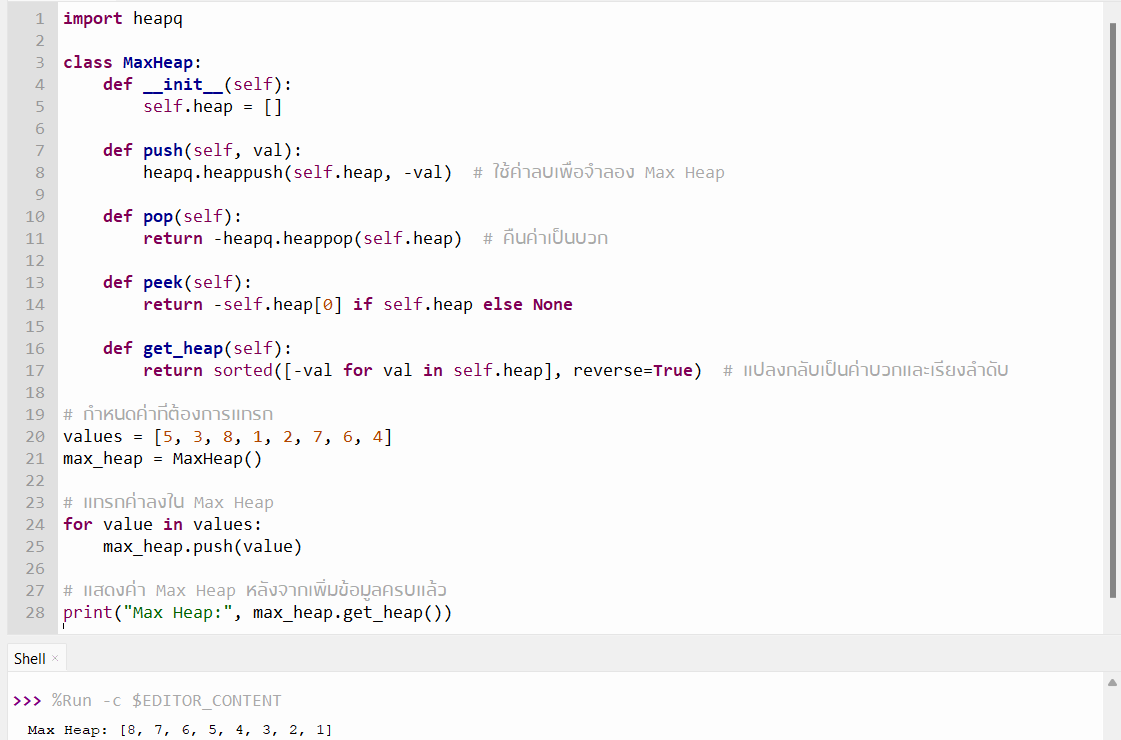 1 import heapq
2
3 class MaxHeap:
4     def __init__(self):
5         self.heap = []
6
7     def push(self, val):
8         heapq.heappush(self.heap, -val)  # ใช้ค่าลบเพื่อจำลอง Max Heap
9
10     def pop(self):
11         return -heapq.heappop(self.heap)  # คืนค่าเป็นบวก
12
13     def peek(self):
14         return -self.heap[0] if self.heap else None
15
16     def get_heap(self):
17         return sorted([-val for val in self.heap], reverse=True)  # แปลงกลับเป็นค่าบวกและเรียงลำดับ
18
19 # กำหนดค่าที่ต้องการแทรก
20 values = [5, 3, 8, 1, 2, 7, 6, 4]
21 max_heap = MaxHeap()
22
23 # แทรกค่าลงใน Max Heap
24 for value in values:
25     max_heap.push(value)
26
27 # แสดงค่า Max Heap หลังจากเพิ่มข้อมูลครบแล้ว
28 print("Max Heap:", max_heap.get_heap())
Shell ×
>>> %Run -c $EDITOR_CONTENT
Max Heap: [8, 7, 6, 5, 4, 3, 2, 1]